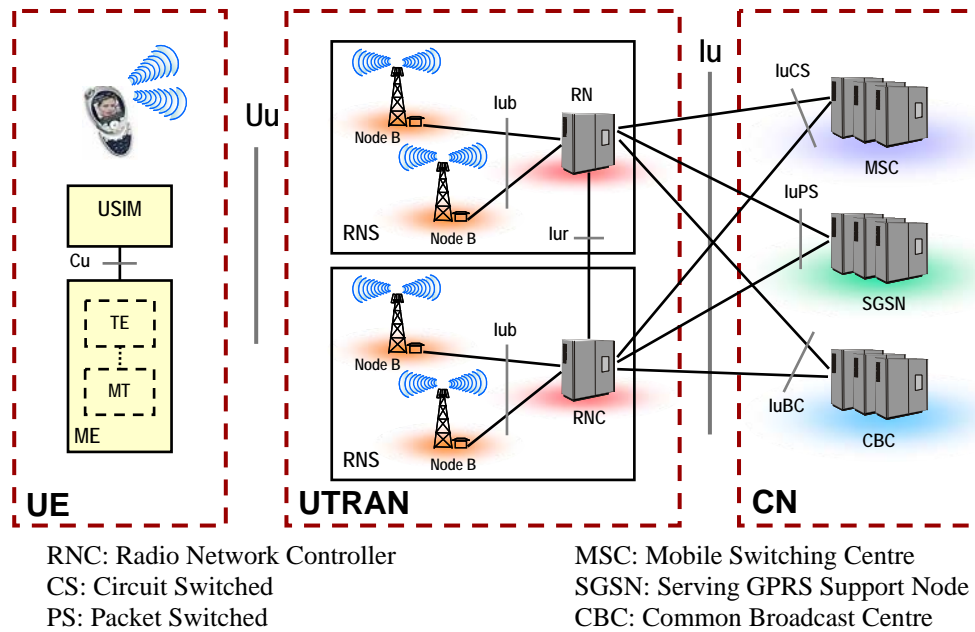 Uu
USIM
Cu
TE
MT
ME
UE
Node B
Iub
RN
Node B
RNS
Iur
Node B
Iub
RNC
Node B
RNS
UTRAN
Iu
IuCS
MSC
IuPS
SGSN
IuBC
CBC
CN
RNC: Radio Network Controller
CS: Circuit Switched
PS: Packet Switched
MSC: Mobile Switching Centre
SGSN: Serving GPRS Support Node
CBC: Common Broadcast Centre